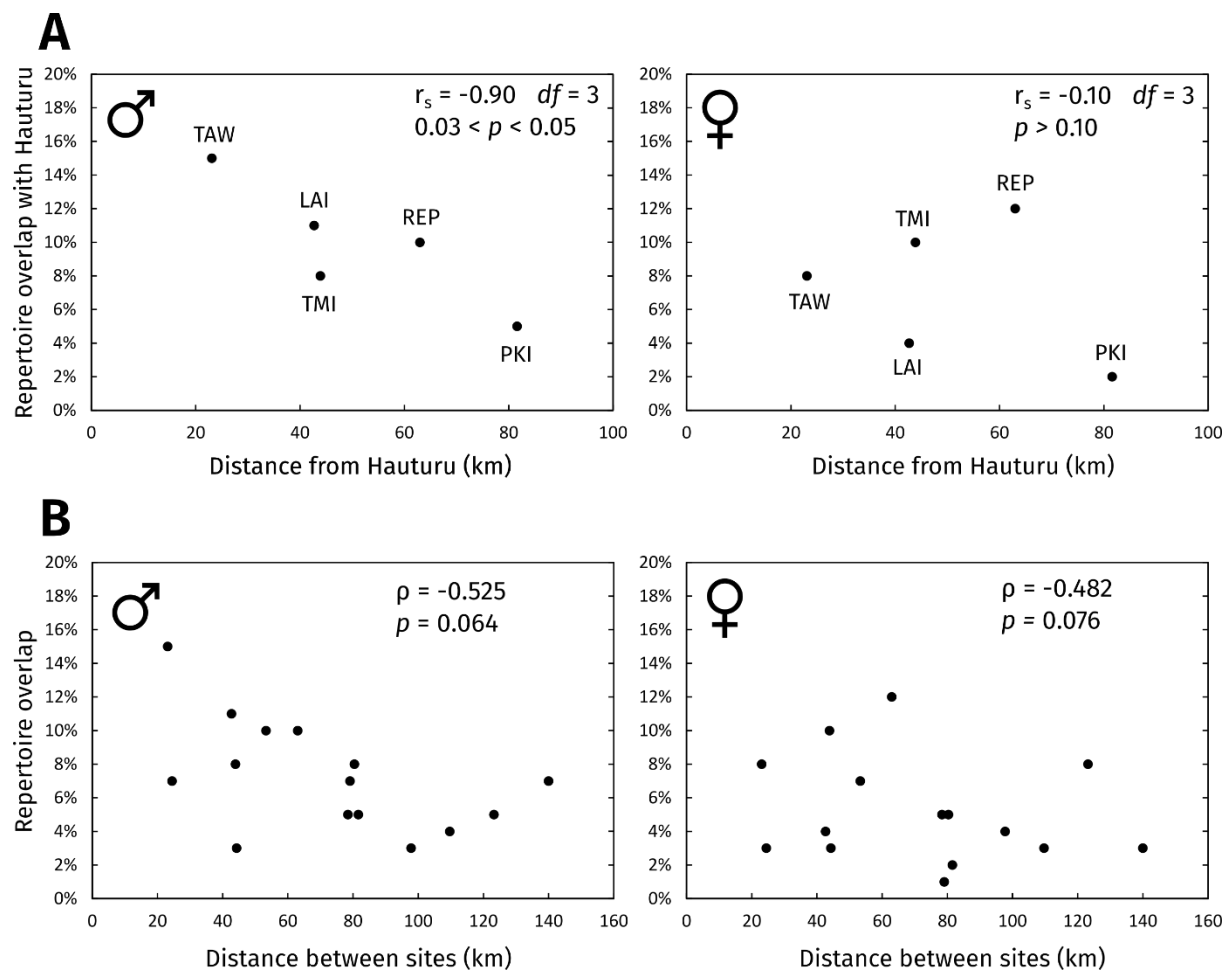 A
20%
18%
16%
14%
12%
10%
8%
6%
4%
2%
0%
Repertoire overlap with Hauturu
♂
rs = -0.90 df = 3
0.03 < p < 0.05
TAW
LAI
REP
TMI
PKI
0 20 40 60 80 100
Distance from Hauturu (km)
20%
18%
16%
14%
12%
10%
8%
6%
4%
2%
0%
♀
rs = -0.10 df = 3
p > 0.10
REP
TMI
TAW
LAI
PKI
0 20 40 60 80 100
Distance from Hauturu (km)
B
20%
18%
16%
14%
12%
10%
8%
6%
4%
2%
0%
Repertoire overlap
♂
ρ = -0.525
p = 0.064
0 20 40 60 80 100 120 140 160
Distance between sites (km)
20%
18%
16%
14%
12%
10%
8%
6%
4%
2%
0%
♀
ρ = -0.482
p = 0.076
0 20 40 60 80 100 120 140 160
Distance between sites (km)